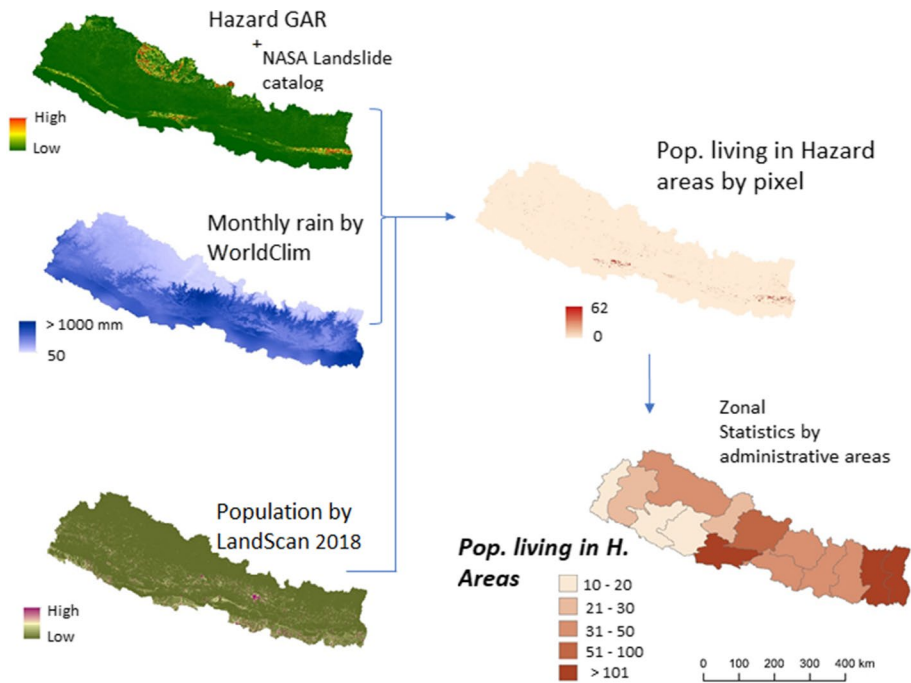 Hazard GAR
+
NASA Landslide
catalog
High
Low
Monthly rain by
WorldClim
> 1000 mm
50
Population by
LandScan 2018
High
Low
Pop. living in Hazard
areas by pixel
62
0
Zonal
Statistics by
administrative areas
Pop. living in H.
Areas
10 - 20
21 - 30
31 - 50
51 - 100
> 101
0 100 200 300 400 km